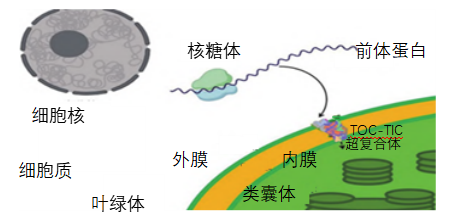 核糖体
前体蛋白
细胞核
TOC-TIC
超复合体
外膜
内膜
细胞质
类囊体
叶绿体